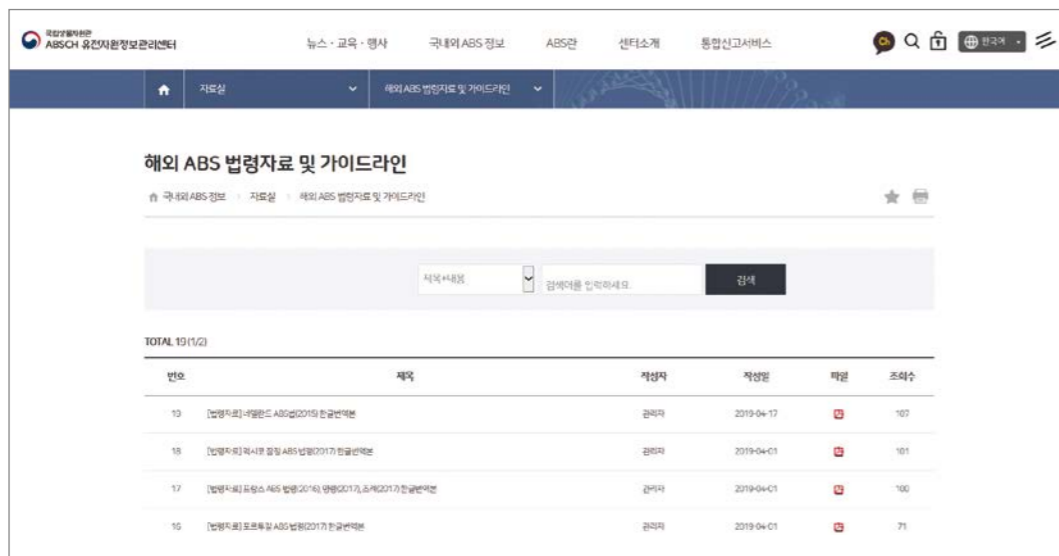 국립생물자원관
ABSCH 유전자원정보관리센터
뉴스·교육·행사 국내외 ABS 정보 ABS란 센터소개 통합신고서비스 한국어
자료실 해외 ABS 법령자료 및 가이드라인
해외 ABS 법령자료 및 가이드라인
국내외 ABS 정보 자료실 해외 ABS 법령자료 및 가이드라인
제목+내용 검색어를 입력하세요. 검색
TOTAL 19 (1/2)
번호 제목 작성자 작성일 파일 조회수
19 [법령자료] 네덜란드 ABS법(2015) 한글번역본 관리자 2019-04-17 107
18 [법령자료] 멕시코 ABS 법령(2017) 한글번역본 관리자 2019-04-01 101
17 [법령자료] 프랑스 ABS 법령(2016), 명령(2017), 조례(2017) 한글번역본 관리자 2019-04-01 100
16 [법령자료] 포르투갈 ABS 법령(2017) 한글번역본 관리자 2019-04-01 71